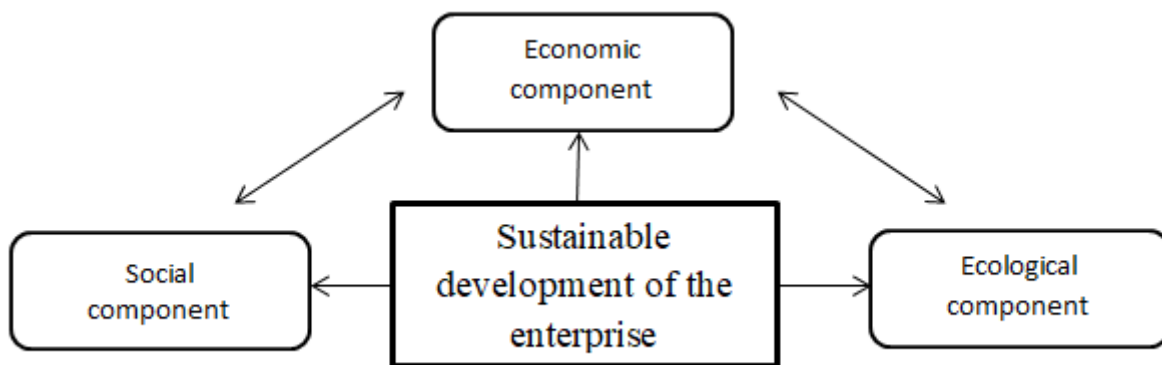 Economic
component
Social
component
Sustainable
development of the
enterprise
Ecological
component